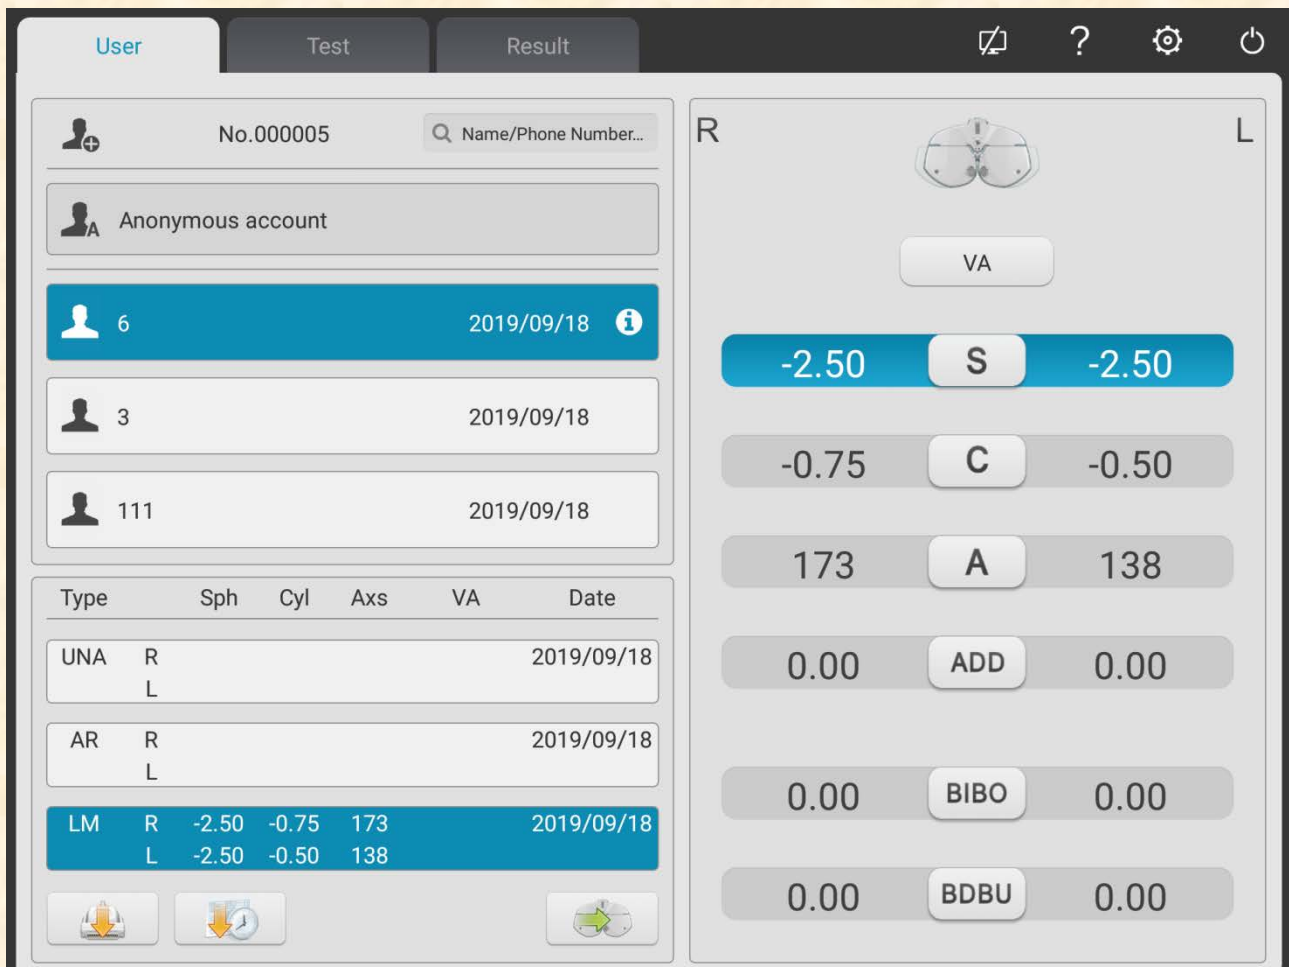 User Test Result ?
No.000005 Name/Phone Number...
A Anonymous account
6 2019/09/18 i
3 2019/09/18
111 2019/09/18
Type Sph Cyl Axs VA Date
UNA R 2019/09/18
L
AR R 2019/09/18
L
LM R -2.50 -0.75 173 2019/09/18
L -2.50 -0.50 138
R L
VA
-2.50 S -2.50
-0.75 C -0.50
173 A 138
0.00 ADD 0.00
0.00 BIBO 0.00
0.00 BDBU 0.00